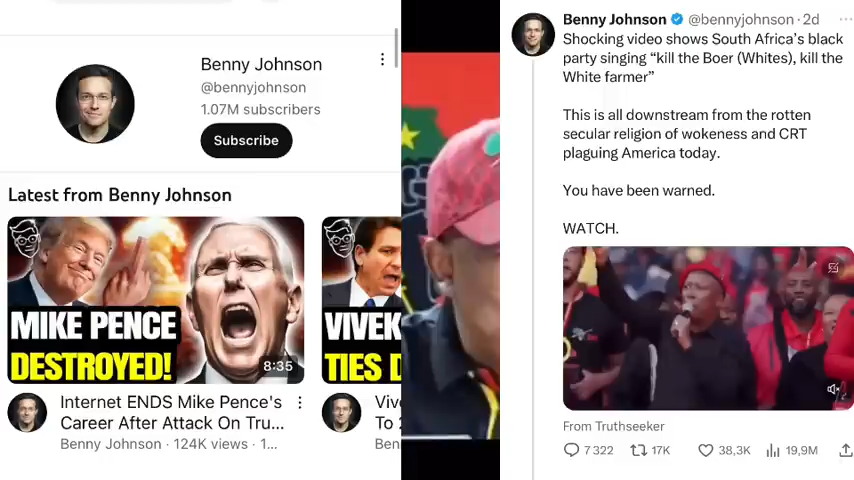 Benny Johnson
@bennyjohnson
1.07M subscribers
Subscribe
Latest from Benny Johnson
MIKE PENCE
DESTROYED!
8:35
VIVEK
TIES D
Internet ENDS Mike Pence's
Career After Attack On Tru...
Benny Johnson · 124K views · 1...
Viv
To 2
Ben
Benny Johnson @bennyjohnson · 2d
Shocking video shows South Africa's black
party singing “kill the Boer (Whites), kill the
White farmer”
This is all downstream from the rotten
secular religion of wokeness and CRT
plaguing America today.
You have been warned.
WATCH.
From Truthseeker
7 322
17K
38,3K
19,9M